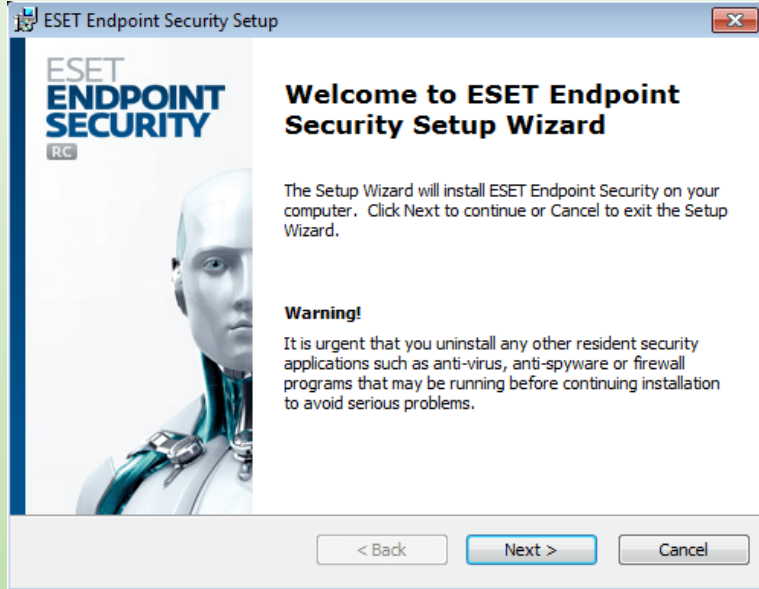 ESET Endpoint Security Setup
ESET
ENDPOINT
SECURITY
RC
Welcome to ESET Endpoint
Security Setup Wizard
The Setup Wizard will install ESET Endpoint Security on your
computer. Click Next to continue or Cancel to exit the Setup
Wizard.
Warning!
It is urgent that you uninstall any other resident security
applications such as anti-virus, anti-spyware or firewall
programs that may be running before continuing installation
to avoid serious problems.
< Back Next > Cancel